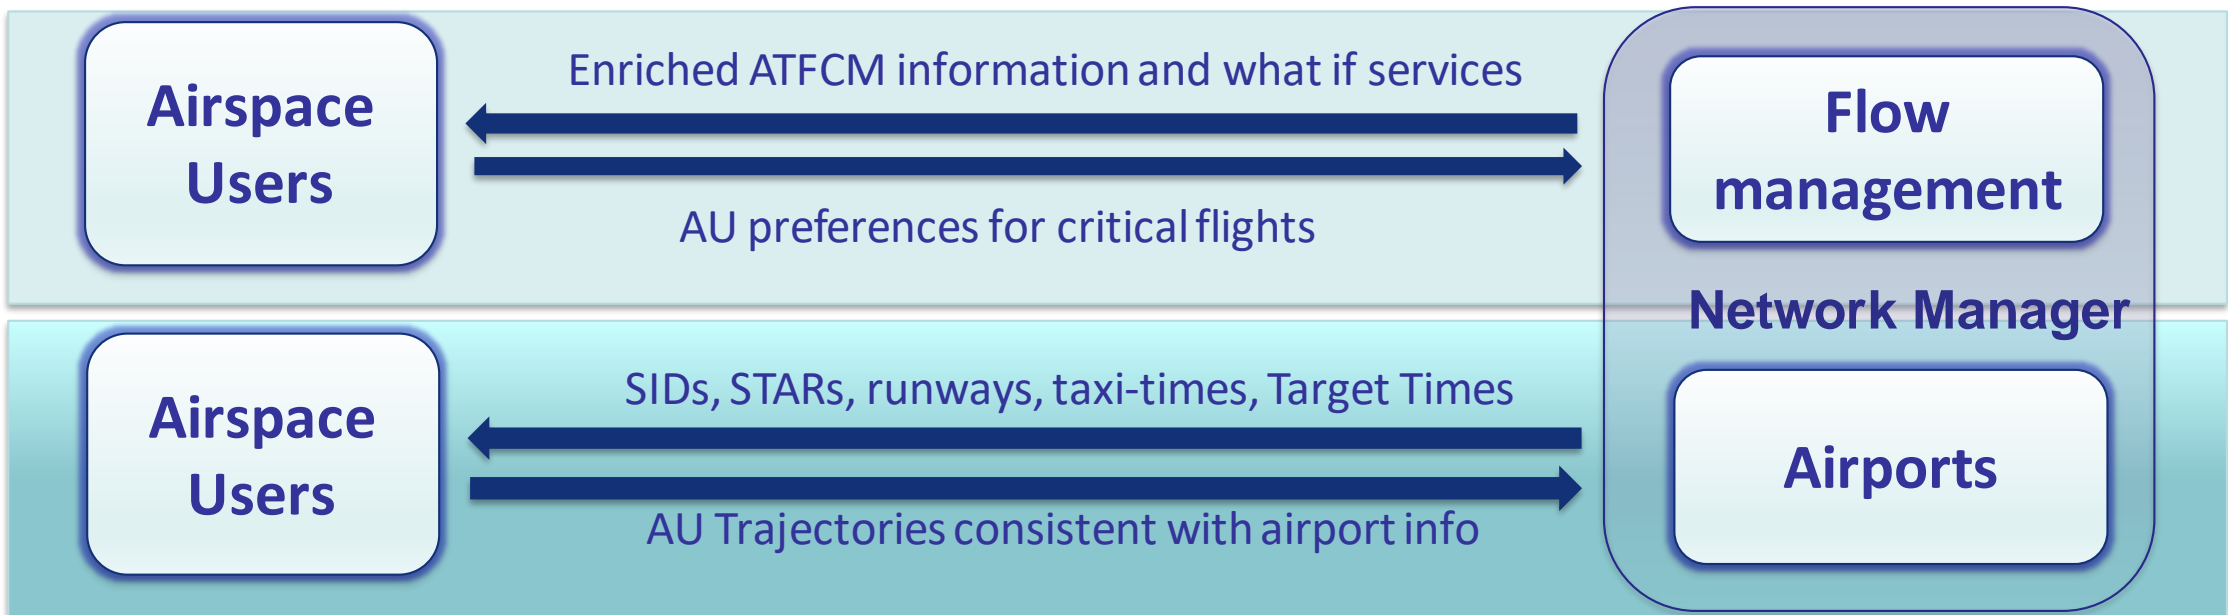 Airspace
Users
Enriched ATFCM information and what if services
AU preferences for critical flights
Flow
management
Network Manager
Airspace
Users
SIDs, STARs, runways, taxi-times, Target Times
AU Trajectories consistent with airport info
Airports